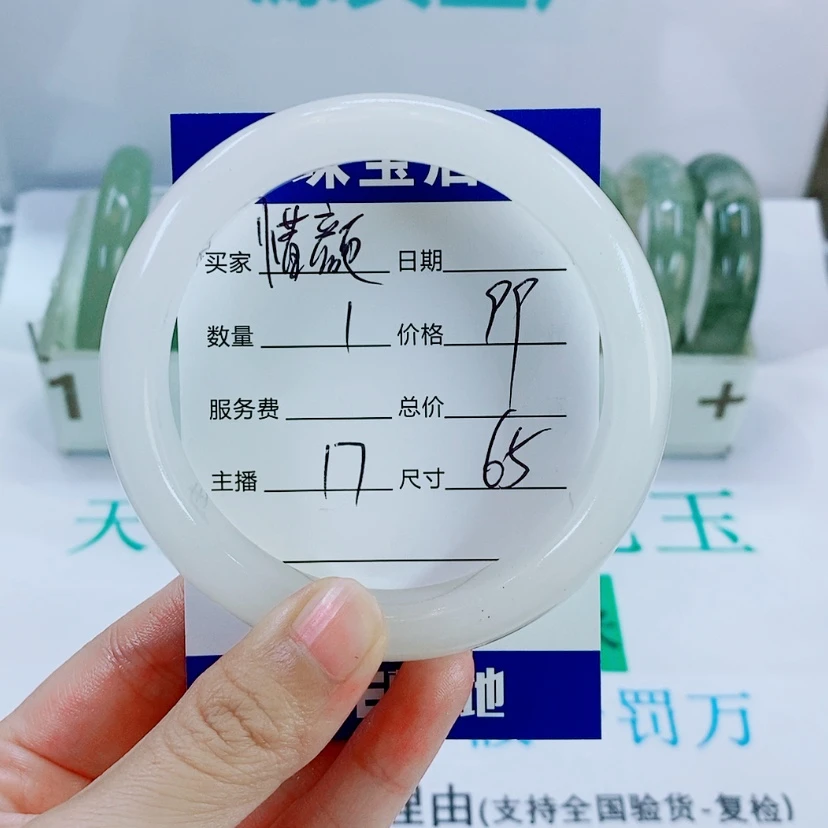 买家 惜颜 日期
数量 1 价格 99
服务费 总价
主播 17 尺寸 65
1
+
天
玉
罚万
理由(支持全国验货-复检)